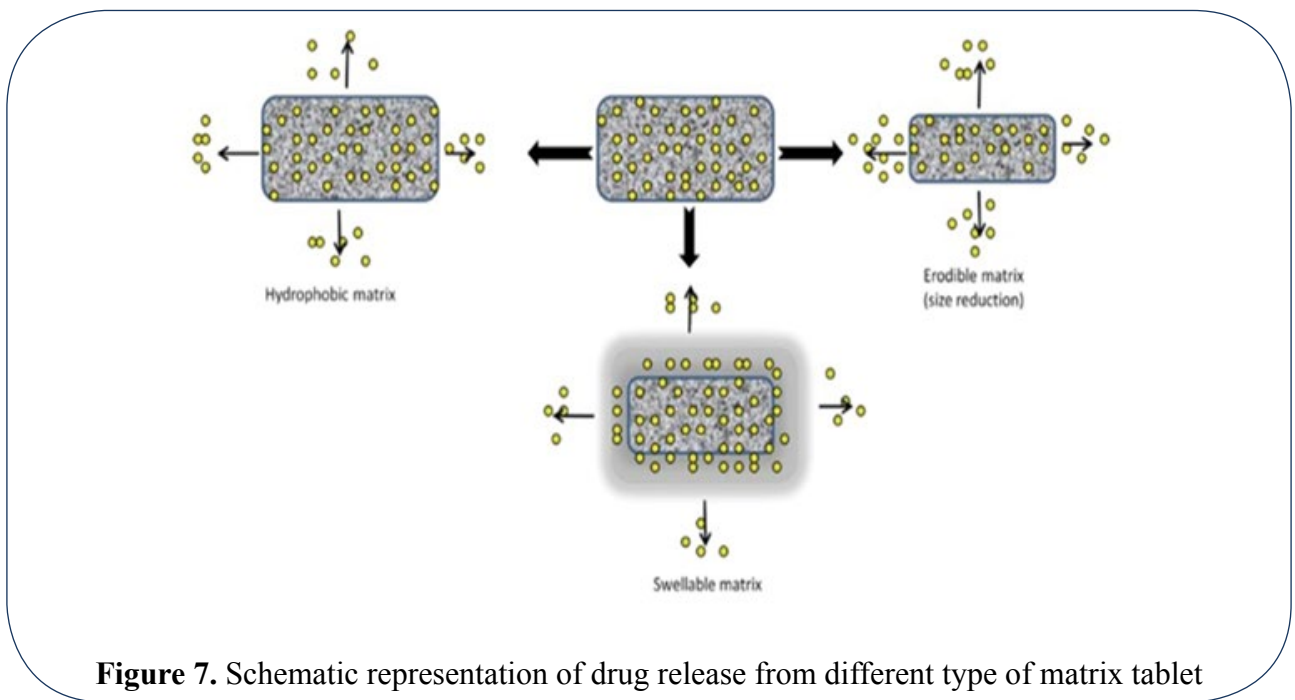 Hydrophobic matrix
Erodible matrix
(size reduction)
Swellable matrix
Figure 7. Schematic representation of drug release from different type of matrix tablet